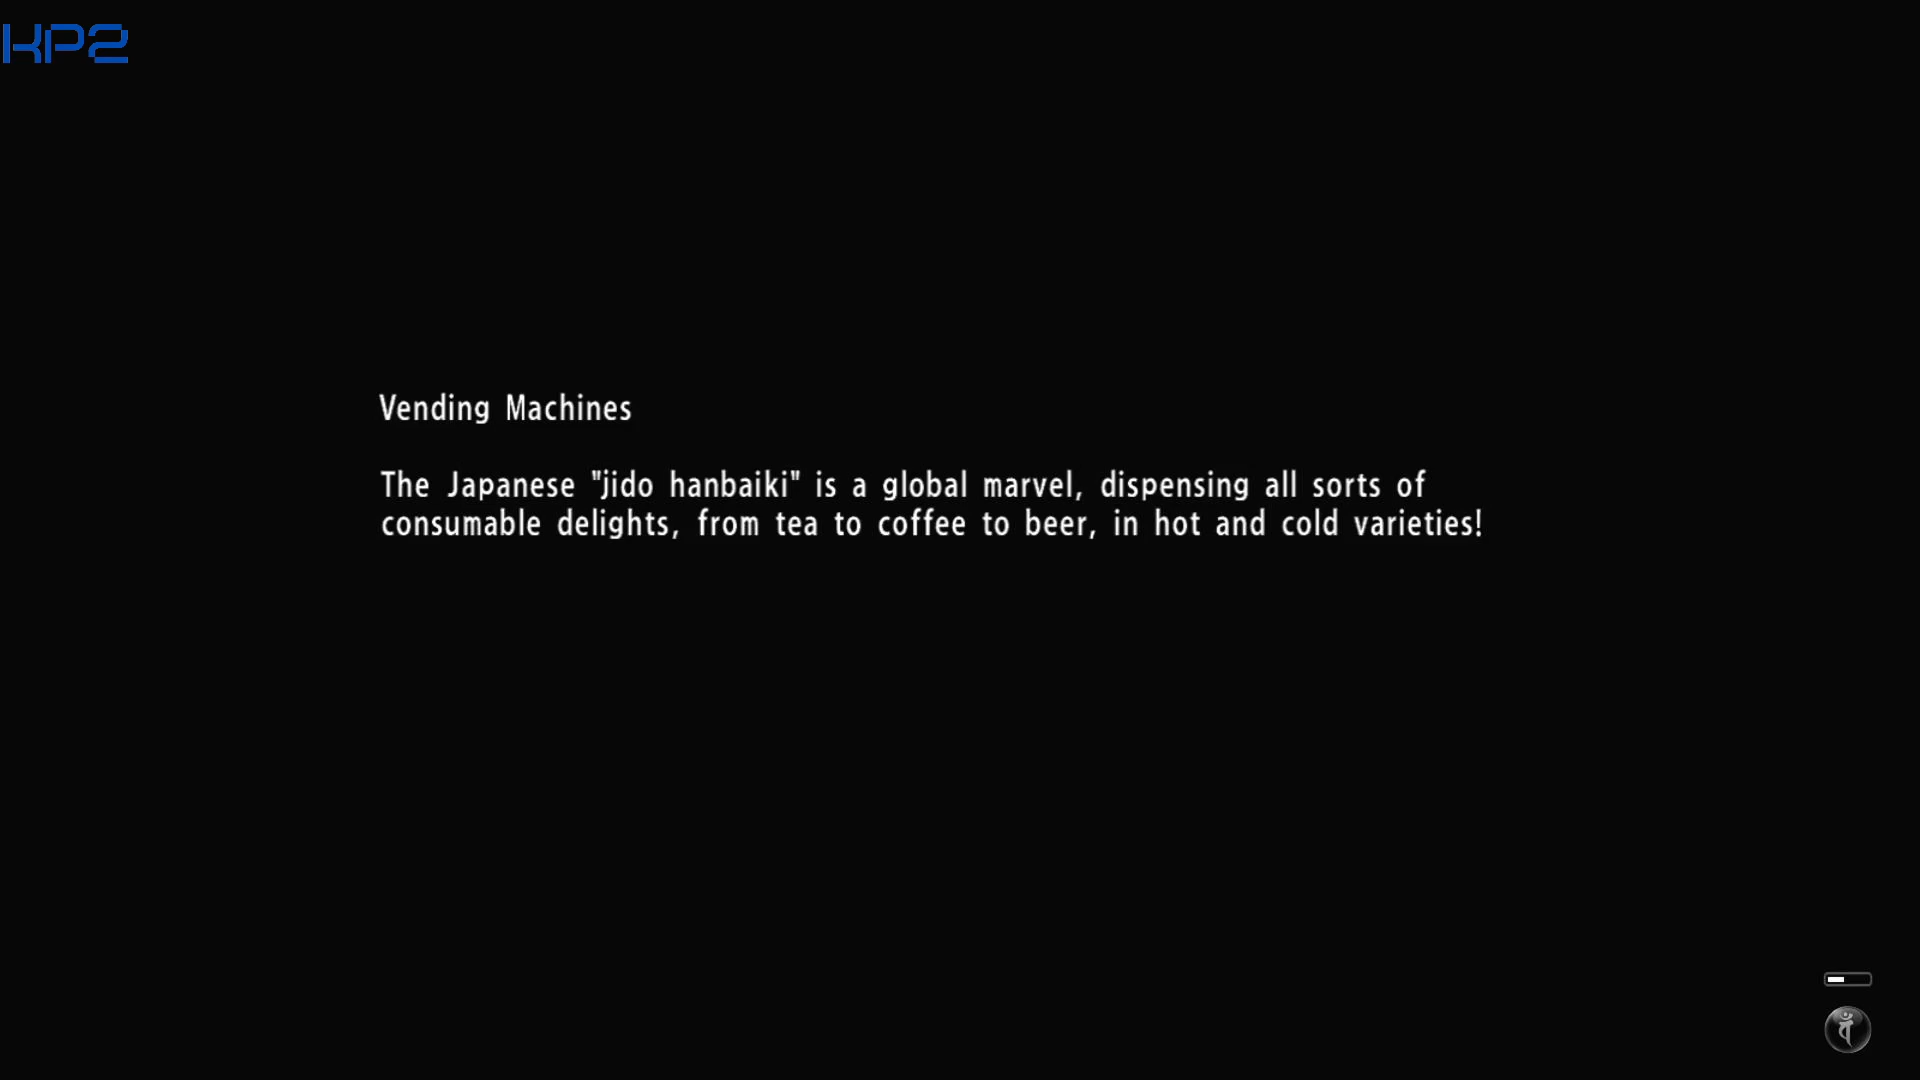 KP2
Vending Machines
The Japanese "jido hanbaiki" is a global marvel, dispensing all sorts of
consumable delights, from tea to coffee to beer, in hot and cold varieties!